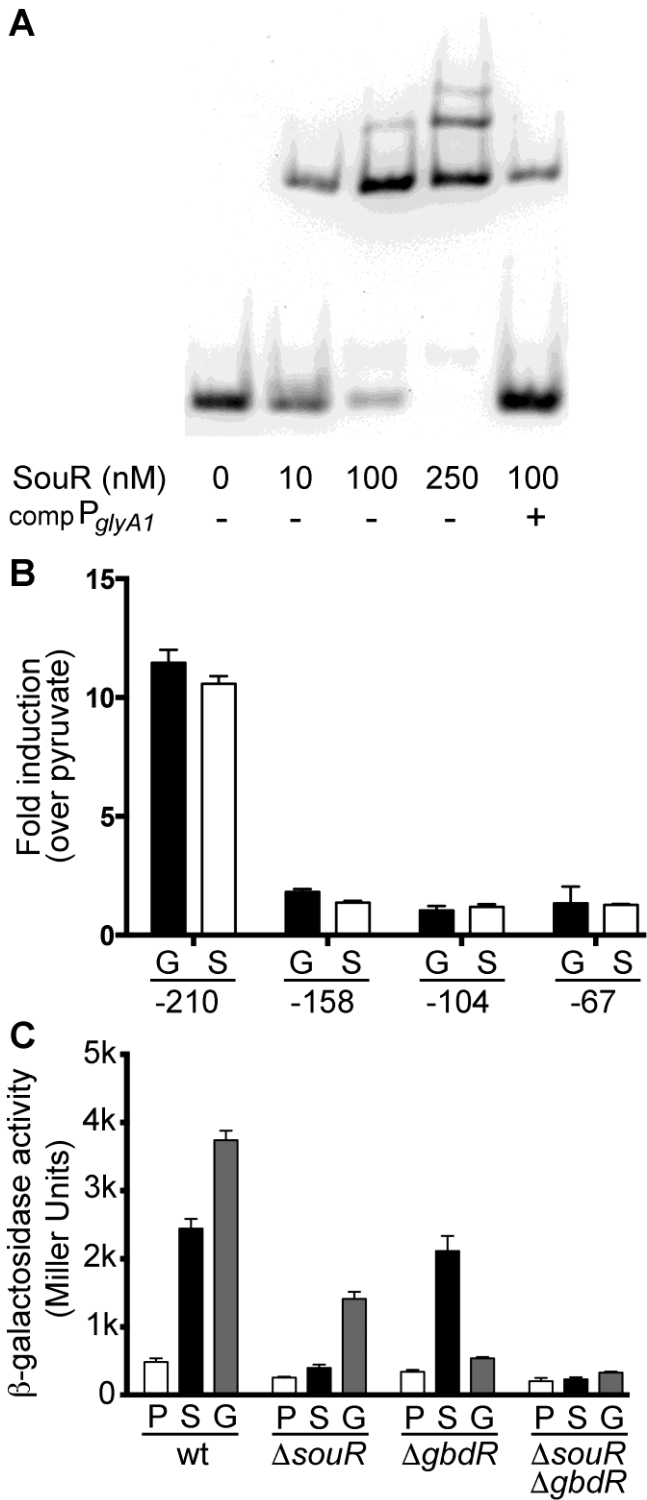 A
SouR (nM) 0 10 100 250 100
comp PglyA1 - - - - +
B
Fold induction
(over pyruvate)
15
10
5
0
G S G S G S G S
-210 -158 -104 -67
C
β-galactosidase activity
(Miller Units)
5k
4k
3k
2k
1k
0
P S G P S G P S G P S G
wt ΔsouR ΔgbdR ΔsouR
ΔgbdR